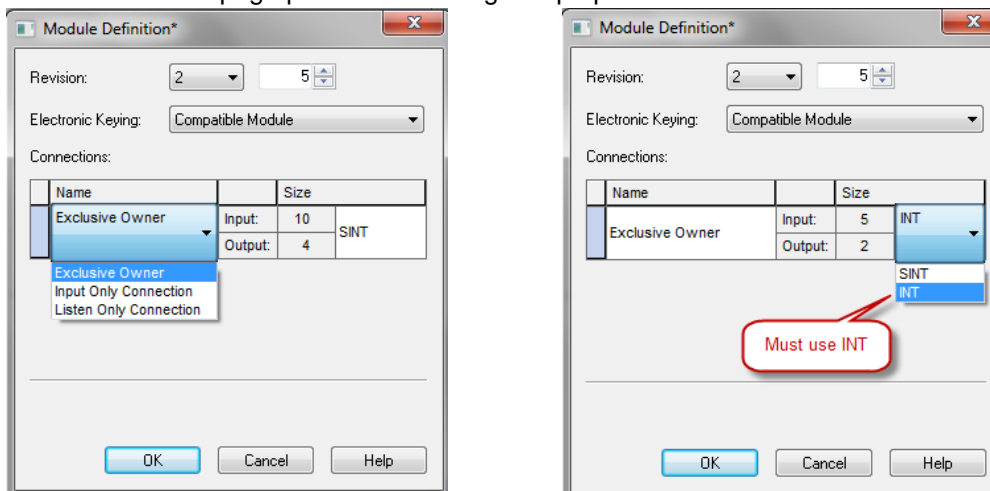 Module Definition*
Revision:
2
5
Electronic Keying:
Compatible Module
Connections:
Name
Size
Exclusive Owner
Input:
10
SINT
Output:
4
Exclusive Owner
Input Only Connection
Listen Only Connection
OK
Cancel
Help
Module Definition*
Revision:
2
5
Electronic Keying:
Compatible Module
Connections:
Name
Size
Exclusive Owner
Input:
5
INT
Output:
2
SINT
INT
Must use INT
OK
Cancel
Help